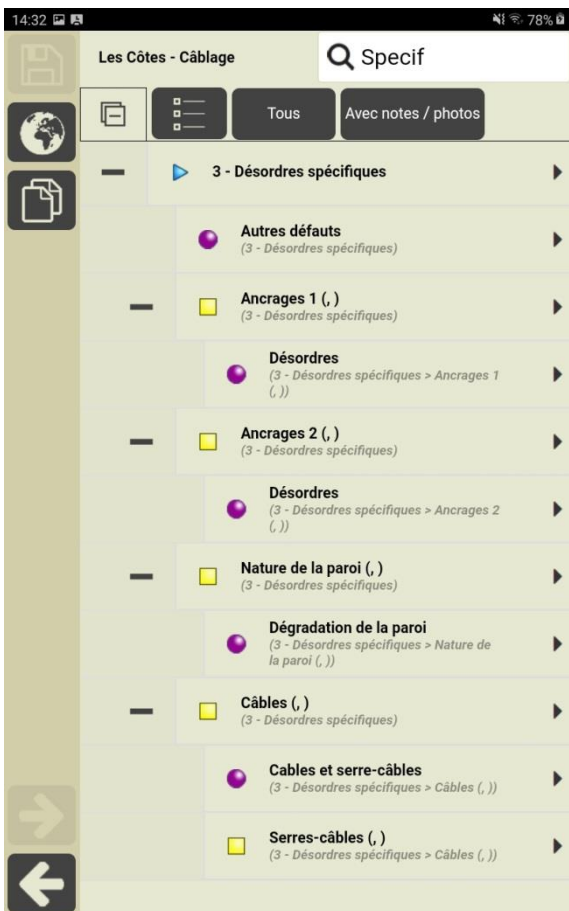 14:32 78%
Les Côtes - Câblage
Specif
Tous
Avec notes / photos
3 - Désordres spécifiques
Autres défauts
(3 - Désordres spécifiques)
Ancrages 1 (, )
(3 - Désordres spécifiques)
Désordres
(3 - Désordres spécifiques > Ancrages 1
(, ))
Ancrages 2 (, )
(3 - Désordres spécifiques)
Désordres
(3 - Désordres spécifiques > Ancrages 2
(, ))
Nature de la paroi (, )
(3 - Désordres spécifiques)
Dégradation de la paroi
(3 - Désordres spécifiques > Nature de
la paroi (, ))
Câbles (, )
(3 - Désordres spécifiques)
Cables et serre-câbles
(3 - Désordres spécifiques > Câbles (, ))
Serres-câbles (, )
(3 - Désordres spécifiques > Câbles (, ))